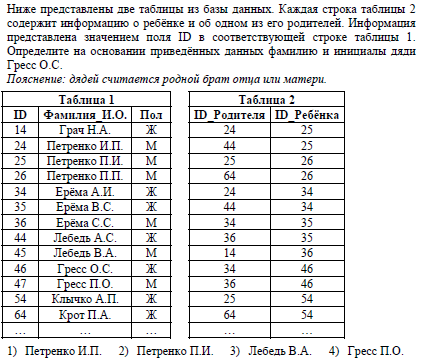 Ниже представлены две таблицы из базы данных. Каждая строка таблицы 2
содержит информацию о ребёнке и об одном из его родителей. Информация
представлена значением поля ID в соответствующей строке таблицы 1.
Определите на основании приведённых данных фамилию и инициалы дяди
Гресс О.С.
Пояснение: дядей считается родной брат отца или матери.
Таблица 1
ID Фамилия_И.О. Пол
14 Грач Н.А. Ж
24 Петренко И.П. М
25 Петренко П.И. М
26 Петренко П.П. М
34 Ерёма А.И. Ж
35 Ерёма В.С. Ж
36 Ерёма С.С. М
44 Лебедь А.С. Ж
45 Лебедь В.А. М
46 Гресс О.С. Ж
47 Гресс П.О. М
54 Клычко А.П. Ж
64 Крот П.А. Ж
... ... ...
Таблица 2
ID_Родителя ID_Ребёнка
24 25
44 25
25 26
64 26
24 34
44 34
34 35
36 35
14 36
34 46
36 46
25 54
64 54
... ...
1) Петренко И.П. 2) Петренко П.И. 3) Лебедь В.А. 4) Гресс П.О.